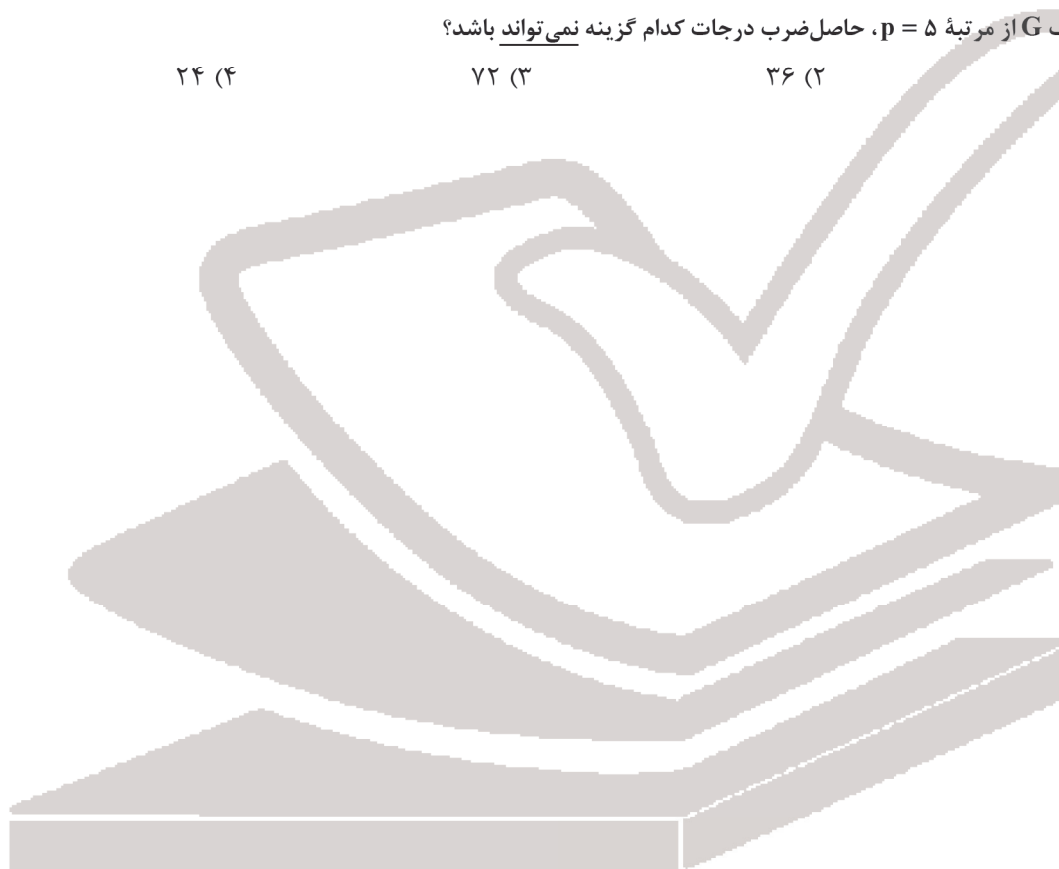 G از مرتبهٔ p = ۵، حاصل‌ضرب درجات کدام گزینه نمی‌تواند باشد؟
۲) ۳۶ ۳) ۷۲ ۴) ۲۴